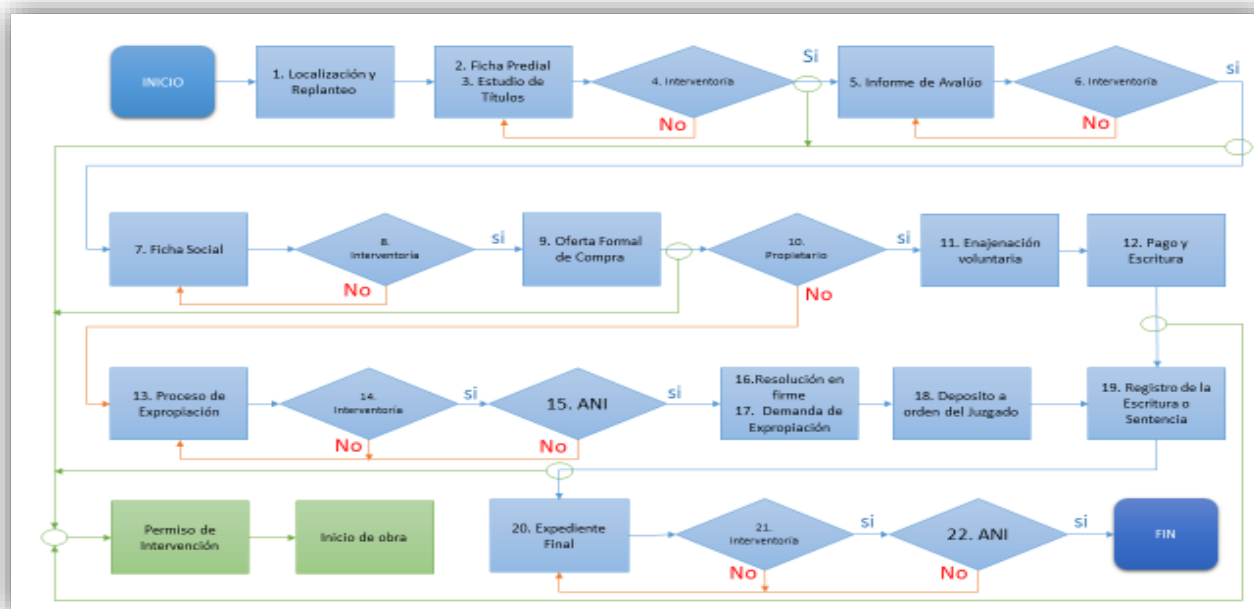 INICIO
1. Localización y
Replanteo
2. Ficha Predial
3. Estudio de
Títulos
4. Interventoría
Si
No
5. Informe de Avalúo
6. Interventoría
si
No
7. Ficha Social
8.
Interventoría
si
No
9. Oferta Formal
de Compra
10.
Propietario
si
No
11. Enajenación
voluntaria
12. Pago y
Escritura
13. Proceso de
Expropiación
14.
Interventoría
si
No
15. ANI
si
No
16.Resolución en
firme
17. Demanda de
Expropiación
18. Deposito a
orden del Juzgado
19. Registro de la
Escritura o
Sentencia
Permiso de
Intervención
Inicio de obra
20. Expediente
Final
21.
Interventoría
si
No
22. ANI
si
No
FIN